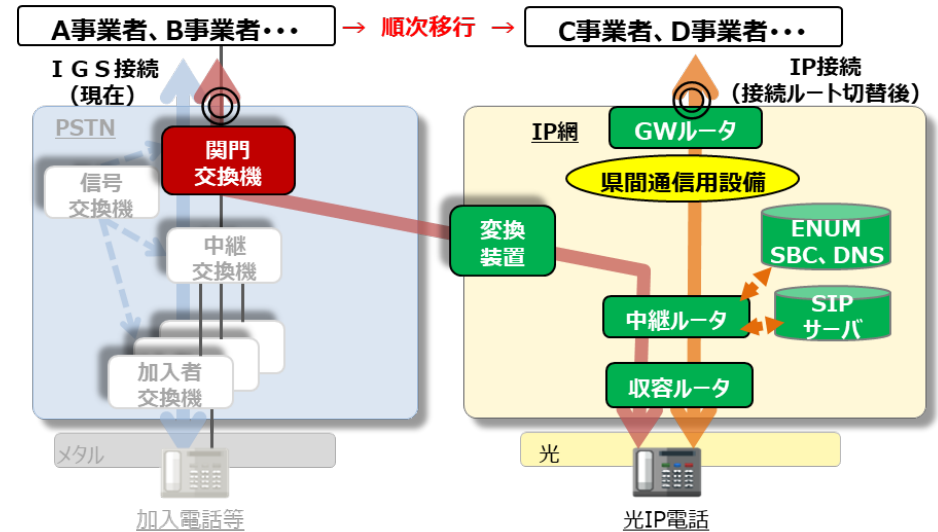 A事業者、B事業者・・・
→ 順次移行 →
C事業者、D事業者・・・
ＩＧＳ接続
（現在）
IP接続
（接続ルート切替後）
PSTN
関門
交換機
信号
交換機
中継
交換機
加入者
交換機
メタル
加入電話等
変換
装置
IP網
GWルータ
県間通信用設備
ENUM
SBC、DNS
中継ルータ
SIP
サーバ
収容ルータ
光
光IP電話